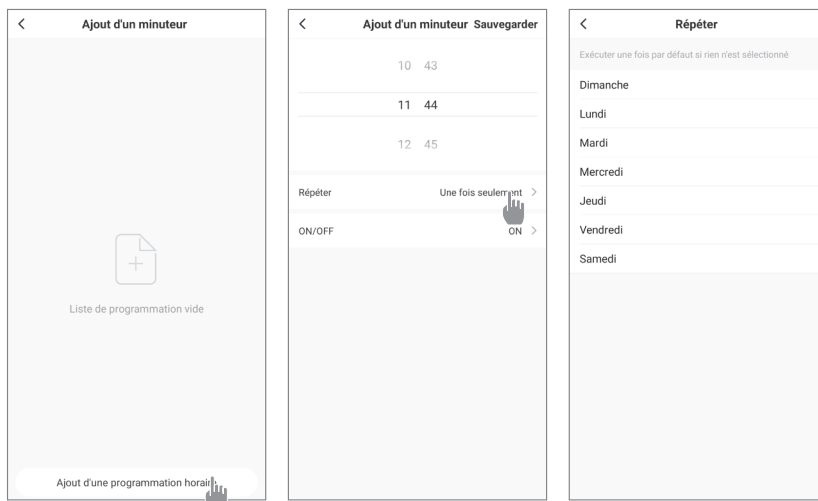 Ajout d'un minuteur
Liste de programmation vide
Ajout d'une programmation horaire
Ajout d'un minuteur Sauvegarder
10 43
11 44
12 45
Répéter Une fois seulement
ON/OFF ON
Répéter
Exécuter une fois par défaut si rien n'est sélectionné
Dimanche
Lundi
Mardi
Mercredi
Jeudi
Vendredi
Samedi